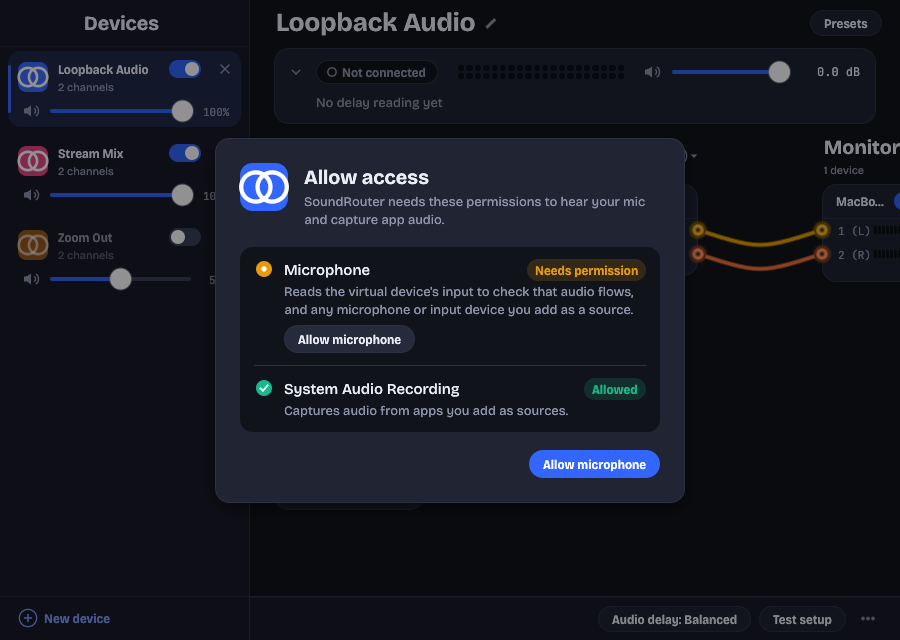 Devices
Loopback Audio
Presets
Loopback Audio
2 channels
100%
Not connected
0.0 dB
No delay reading yet
Stream Mix
2 channels
Zoom Out
2 channels
Monitor
1 device
MacBo...
1 (L)
2 (R)
Allow access
SoundRouter needs these permissions to hear your mic
and capture app audio.
Microphone
Needs permission
Reads the virtual device's input to check that audio flows,
and any microphone or input device you add as a source.
Allow microphone
System Audio Recording
Allowed
Captures audio from apps you add as sources.
Allow microphone
New device
Audio delay: Balanced
Test setup